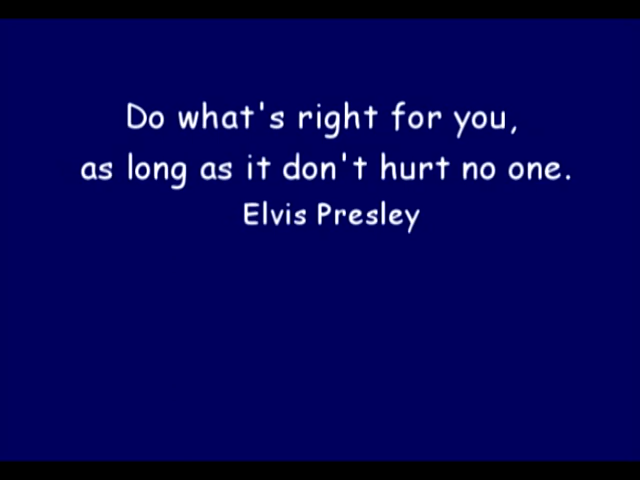 Do what's right for you,
as long as it don't hurt no one.
Elvis Presley